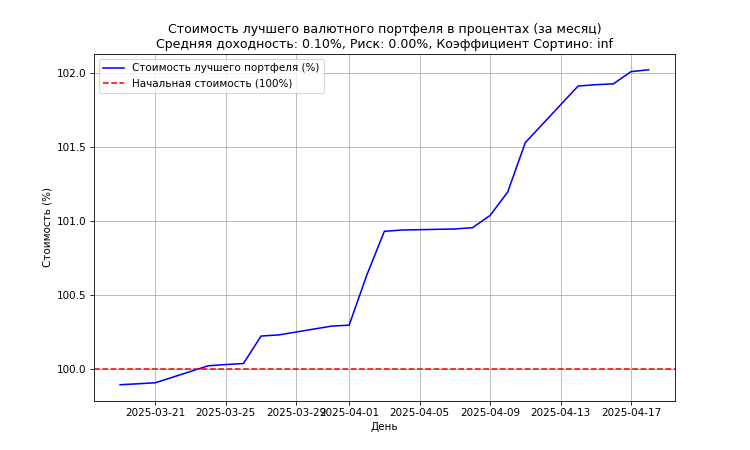 Стоимость лучшего валютного портфеля в процентах (за месяц)
Средняя доходность: 0.10%, Риск: 0.00%, Коэффициент Сортино: inf
Стоимость лучшего портфеля (%)
Начальная стоимость (100%)
102.0
101.5
101.0
100.5
100.0
Стоимость (%)
2025-03-21 2025-03-25 2025-03-29 2025-04-01 2025-04-05 2025-04-09 2025-04-13 2025-04-17
День